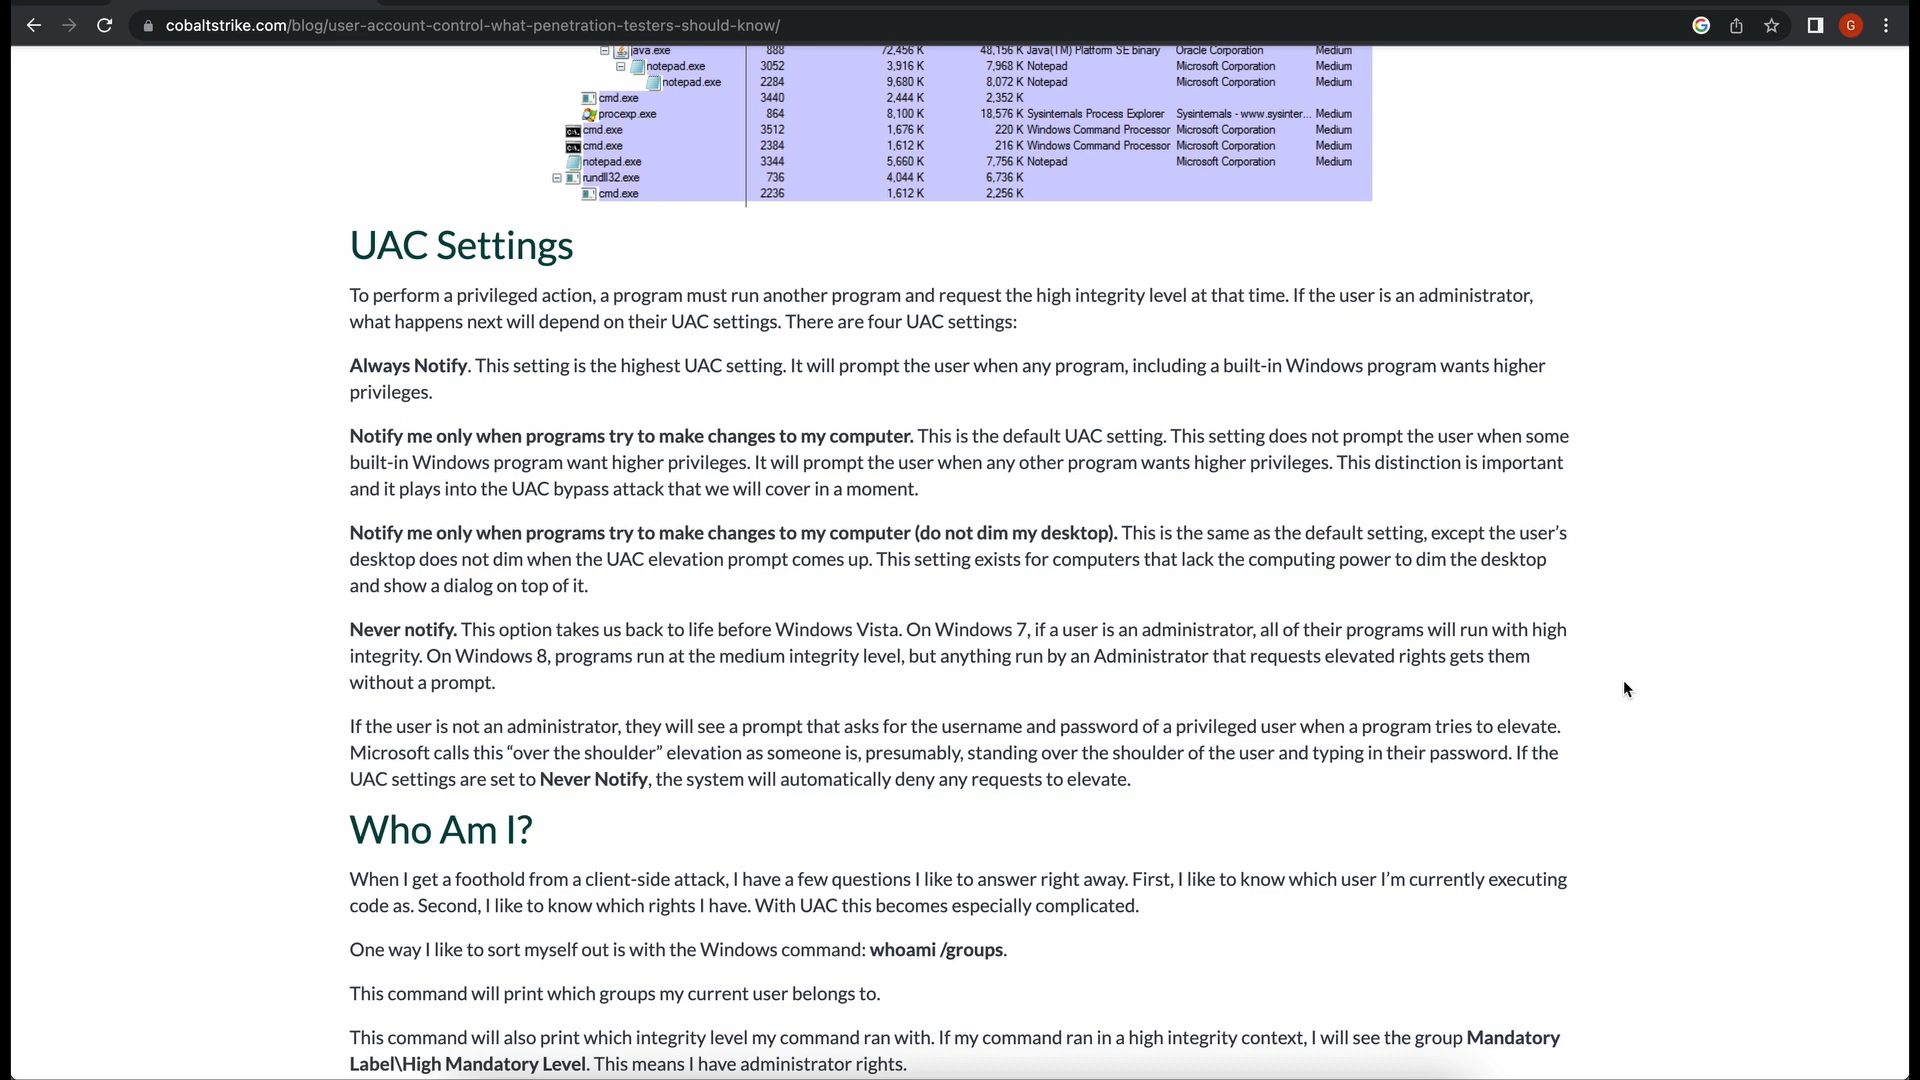 cobaltstrike.com/blog/user-account-control-what-penetration-testers-should-know/
G
java.exe 888 72,456 K 48,156 K Java(TM) Platform SE binary Oracle Corporation Medium
notepad.exe 3052 3,916 K 7,968 K Notepad Microsoft Corporation Medium
notepad.exe 2284 9,680 K 8,072 K Notepad Microsoft Corporation Medium
cmd.exe 3440 2,444 K 2,352 K
procexp.exe 864 8,100 K 18,576 K Sysinternals Process Explorer Sysinternals - www.sysinter... Medium
cmd.exe 3512 1,676 K 220 K Windows Command Processor Microsoft Corporation Medium
cmd.exe 2384 1,612 K 216 K Windows Command Processor Microsoft Corporation Medium
notepad.exe 3344 5,660 K 7,756 K Notepad Microsoft Corporation Medium
rundll32.exe 736 4,044 K 6,736 K
cmd.exe 2236 1,612 K 2,256 K
UAC Settings
To perform a privileged action, a program must run another program and request the high integrity level at that time. If the user is an administrator,
what happens next will depend on their UAC settings. There are four UAC settings:
Always Notify. This setting is the highest UAC setting. It will prompt the user when any program, including a built-in Windows program wants higher
privileges.
Notify me only when programs try to make changes to my computer. This is the default UAC setting. This setting does not prompt the user when some
built-in Windows program want higher privileges. It will prompt the user when any other program wants higher privileges. This distinction is important
and it plays into the UAC bypass attack that we will cover in a moment.
Notify me only when programs try to make changes to my computer (do not dim my desktop). This is the same as the default setting, except the user’s
desktop does not dim when the UAC elevation prompt comes up. This setting exists for computers that lack the computing power to dim the desktop
and show a dialog on top of it.
Never notify. This option takes us back to life before Windows Vista. On Windows 7, if a user is an administrator, all of their programs will run with high
integrity. On Windows 8, programs run at the medium integrity level, but anything run by an Administrator that requests elevated rights gets them
without a prompt.
If the user is not an administrator, they will see a prompt that asks for the username and password of a privileged user when a program tries to elevate.
Microsoft calls this “over the shoulder” elevation as someone is, presumably, standing over the shoulder of the user and typing in their password. If the
UAC settings are set to Never Notify, the system will automatically deny any requests to elevate.
Who Am I?
When I get a foothold from a client-side attack, I have a few questions I like to answer right away. First, I like to know which user I’m currently executing
code as. Second, I like to know which rights I have. With UAC this becomes especially complicated.
One way I like to sort myself out is with the Windows command: whoami /groups.
This command will print which groups my current user belongs to.
This command will also print which integrity level my command ran with. If my command ran in a high integrity context, I will see the group Mandatory
Label\High Mandatory Level. This means I have administrator rights.